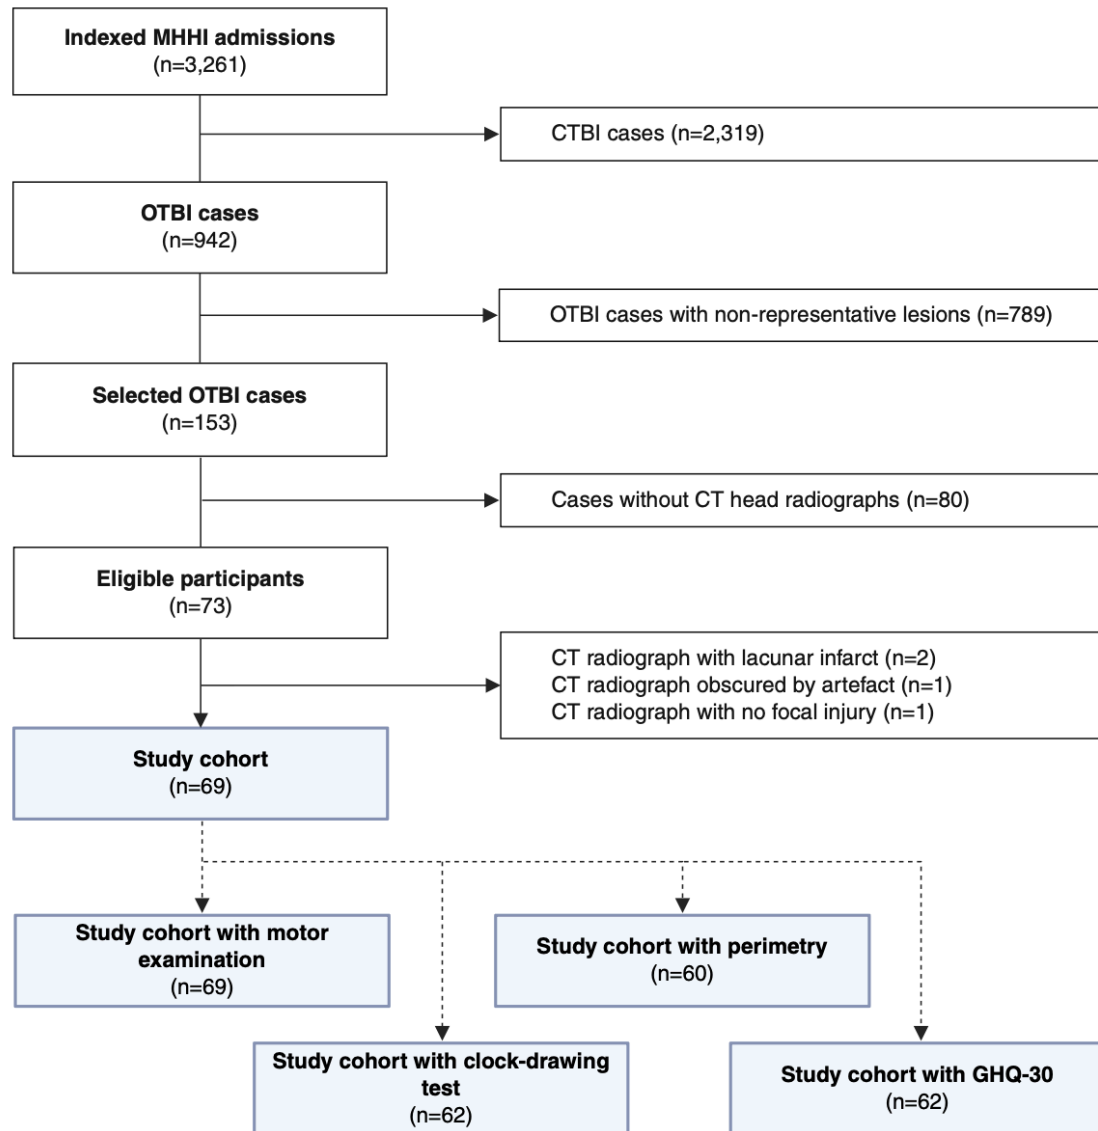 Indexed MHHI admissions
(n=3,261)
CTBI cases (n=2,319)
OTBI cases
(n=942)
OTBI cases with non-representative lesions (n=789)
Selected OTBI cases
(n=153)
Cases without CT head radiographs (n=80)
Eligible participants
(n=73)
CT radiograph with lacunar infarct (n=2)
CT radiograph obscured by artefact (n=1)
CT radiograph with no focal injury (n=1)
Study cohort
(n=69)
Study cohort with motor
examination
(n=69)
Study cohort with perimetry
(n=60)
Study cohort with clock-drawing
test
(n=62)
Study cohort with GHQ-30
(n=62)